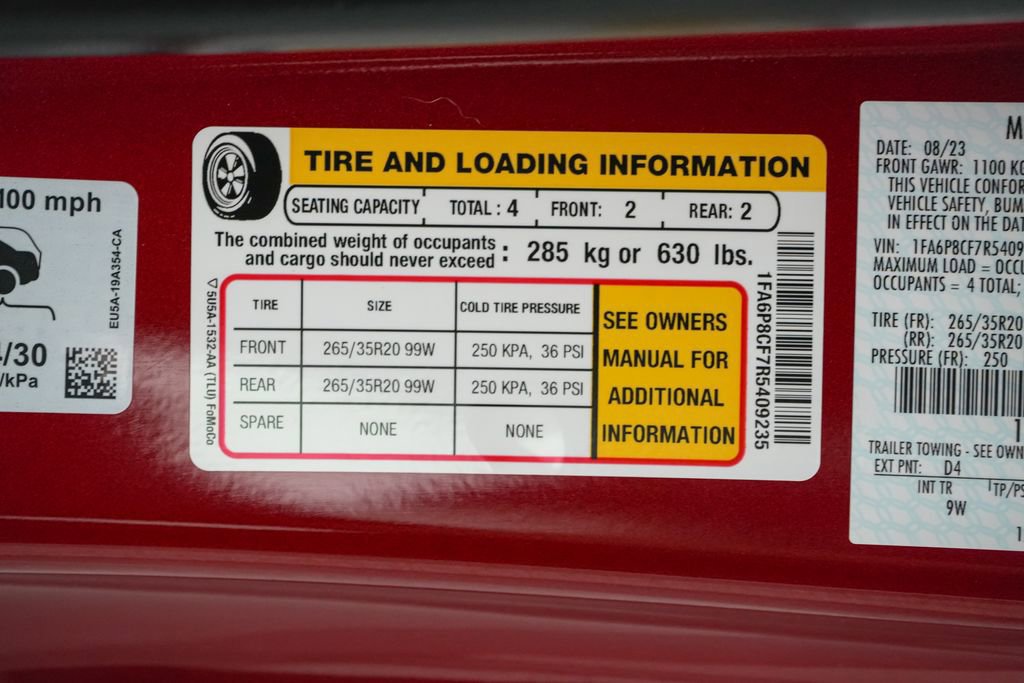 100 mph
EU5A-19A354-CA
/30
/kPa
TIRE AND LOADING INFORMATION
SEATING CAPACITY TOTAL : 4 FRONT: 2 REAR: 2
The combined weight of occupants
and cargo should never exceed : 285 kg or 630 lbs.
5U5A-1532-AA (TLU) FoMoCo
TIRE SIZE COLD TIRE PRESSURE
FRONT 265/35R20 99W 250 KPA, 36 PSI
REAR 265/35R20 99W 250 KPA, 36 PSI
SPARE NONE NONE
SEE OWNERS
MANUAL FOR
ADDITIONAL
INFORMATION
1FA6P8CF7R5409235
M
DATE: 08/23
FRONT GAWR: 1100 KG
THIS VEHICLE CONFOR
VEHICLE SAFETY, BUM
IN EFFECT ON THE DAT
VIN: 1FA6P8CF7R5409
MAXIMUM LOAD = OCCU
OCCUPANTS = 4 TOTAL;
TIRE (FR): 265/35R20
(RR): 265/35R20
PRESSURE (FR): 250
TRAILER TOWING - SEE OWN
EXT PNT: D4
INT TR TP/PS
9W